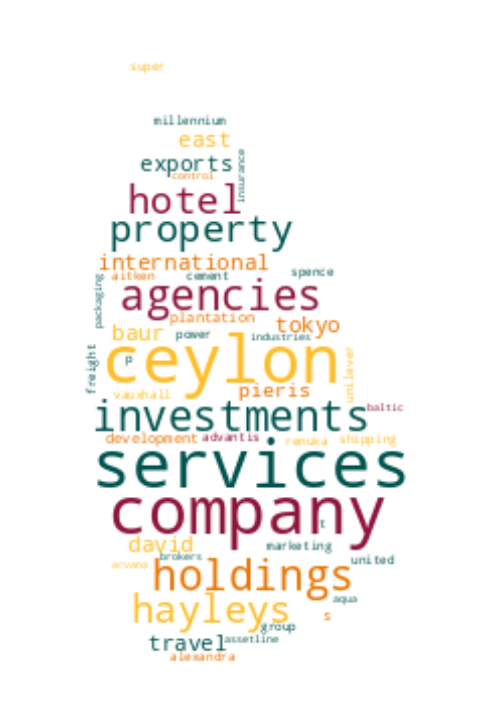 super
millennium
east
exports
control
insurance
hotel
property
international
aitken
cement
spence
packaging
agencies
plantation
tokyo
baur
power
industries
ceylon
p
freight
unilever
vauxhall
pieris
investments
baltic
development
advantis
renuka
shipping
services
company
t
david
marketing
brokers
united
arvana
holdings
aqua
hayleys
s
group
travel
assetline
alexandra